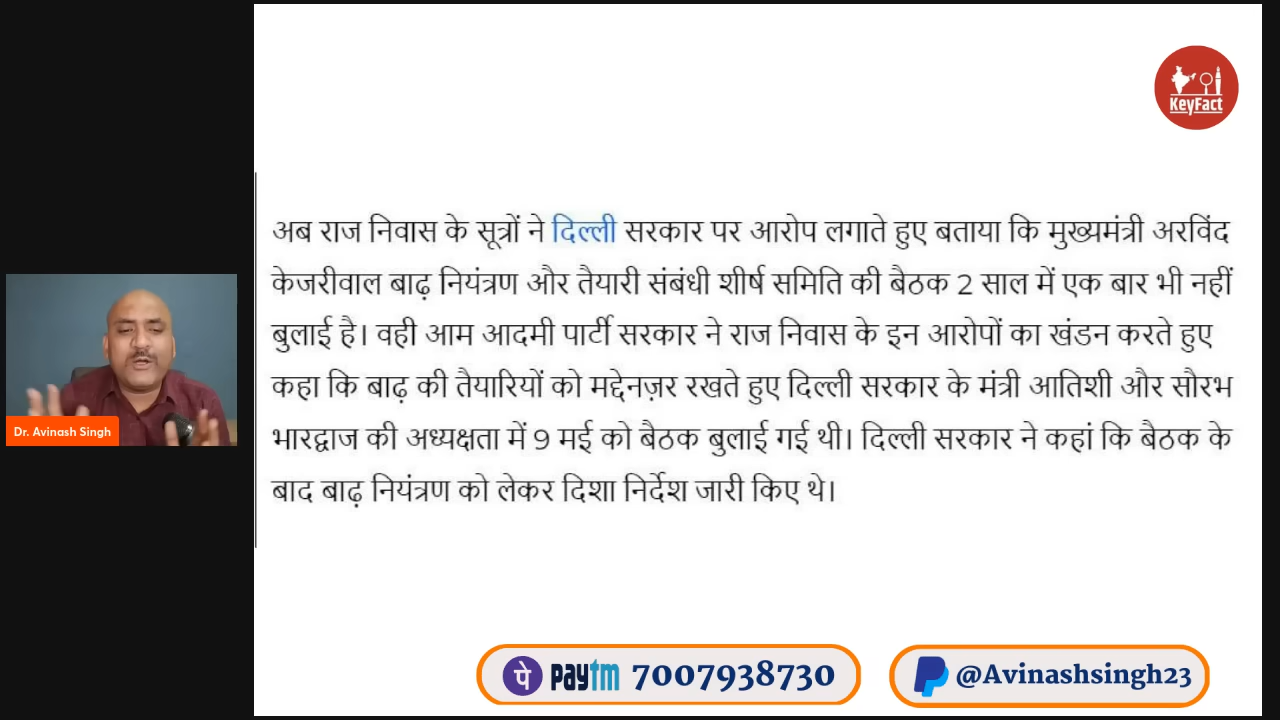 KeyFact
अब राज निवास के सूत्रों ने दिल्ली सरकार पर आरोप लगाते हुए बताया कि मुख्यमंत्री अरविंद
केजरीवाल बाढ़ नियंत्रण और तैयारी संबंधी शीर्ष समिति की बैठक 2 साल में एक बार भी नहीं
बुलाई है। वही आम आदमी पार्टी सरकार ने राज निवास के इन आरोपों का खंडन करते हुए
कहा कि बाढ़ की तैयारियों को मद्देनज़र रखते हुए दिल्ली सरकार के मंत्री आतिशी और सौरभ
भारद्वाज की अध्यक्षता में 9 मई को बैठक बुलाई गई थी। दिल्ली सरकार ने कहां कि बैठक के
बाद बाढ़ नियंत्रण को लेकर दिशा निर्देश जारी किए थे।
Dr. Avinash Singh
पे paytm 7007938730
@Avinashsingh23